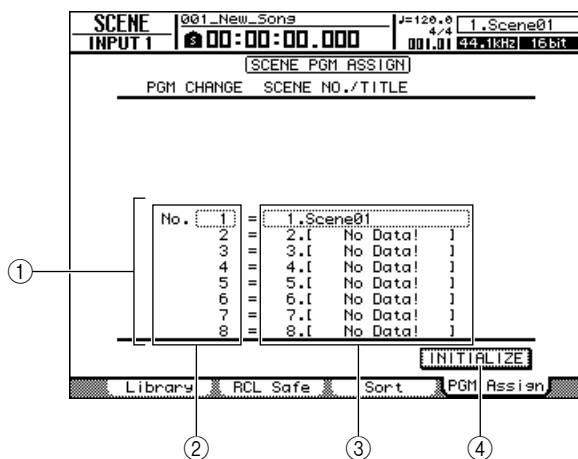 SCENE
INPUT 1
001_New_Song
S 00:00:00.000
♩=120.0
4/4
001.01
1.Scene01
44.1kHz 16bit
SCENE PGM ASSIGN
PGM CHANGE SCENE NO./TITLE
No. 1 = 1.Scene01
2 = 2.[ No Data! ]
3 = 3.[ No Data! ]
4 = 4.[ No Data! ]
5 = 5.[ No Data! ]
6 = 6.[ No Data! ]
7 = 7.[ No Data! ]
8 = 8.[ No Data! ]
INITIALIZE
Library RCL Safe Sort PGM Assign
①
② ③ ④